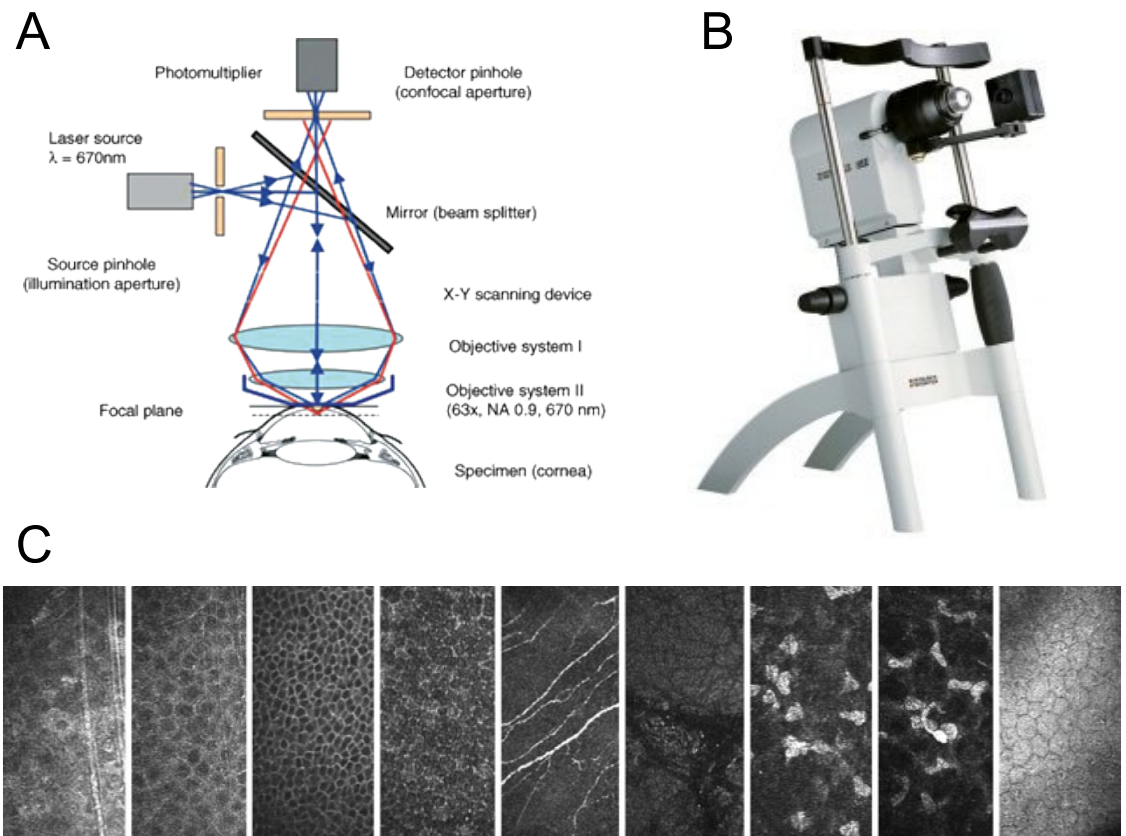 A
B
Photomultiplier
Detector pinhole
(confocal aperture)
Laser source
λ = 670nm
Mirror (beam splitter)
Source pinhole
(illumination aperture)
X-Y scanning device
Objective system I
Objective system II
(63x, NA 0.9, 670 nm)
Focal plane
Specimen (cornea)
C